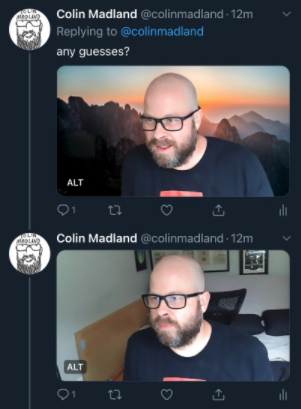 Colin Madland @colinmadland · 12m
Replying to @colinmadland
any guesses?
ALT
1
Colin Madland @colinmadland · 12m
ALT
1